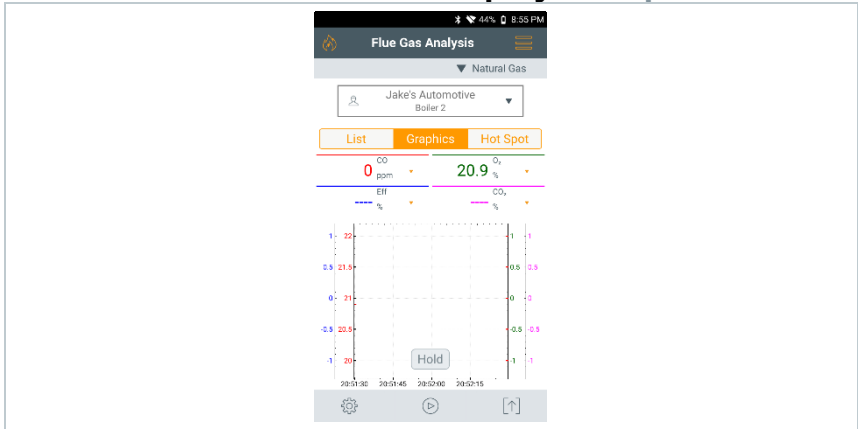 44% 8:55 PM
Flue Gas Analysis
Natural Gas
Jake's Automotive
Boiler 2
List Graphics Hot Spot
CO O₂
0 ppm 20.9 %
Eff CO₂
---- % ---- %
1 22 1 1
0.5 21.5 0.5 0.5
0 21 0 0
-0.5 20.5 -0.5 -0.5
-1 20 -1 -1
Hold
20:51:30 20:51:45 20:52:00 20:52:15